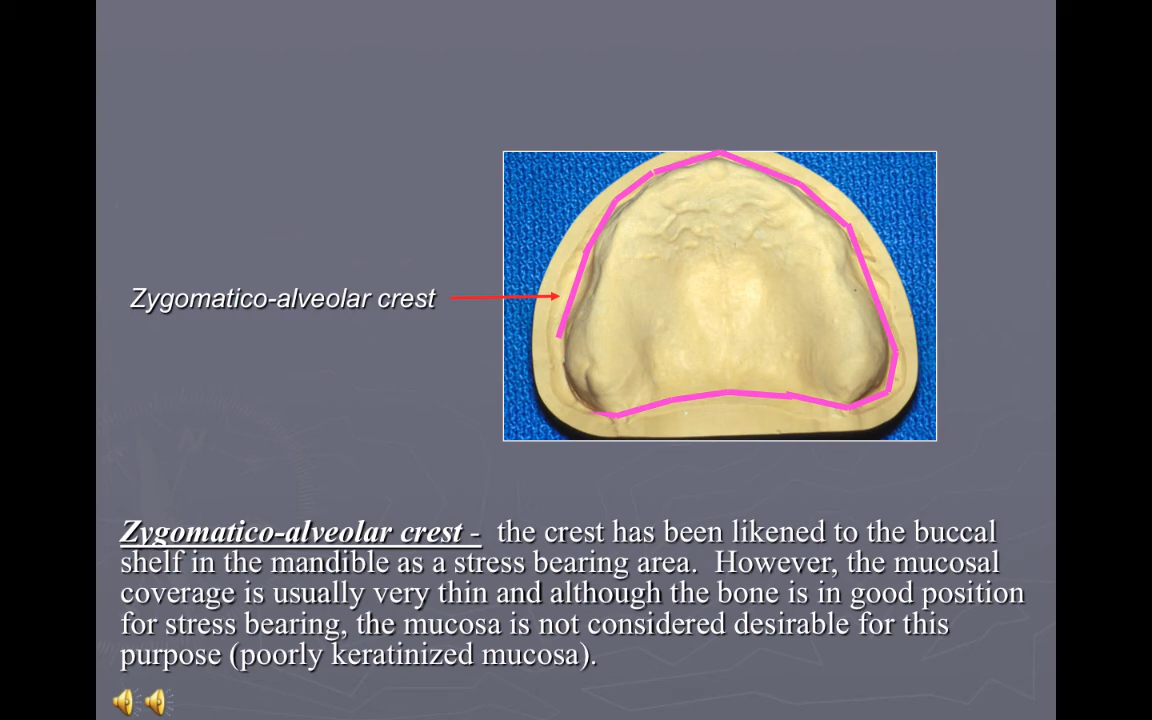 Zygomatico-alveolar crest
Zygomatico-alveolar crest - the crest has been likened to the buccal
shelf in the mandible as a stress bearing area. However, the mucosal
coverage is usually very thin and although the bone is in good position
for stress bearing, the mucosa is not considered desirable for this
purpose (poorly keratinized mucosa).